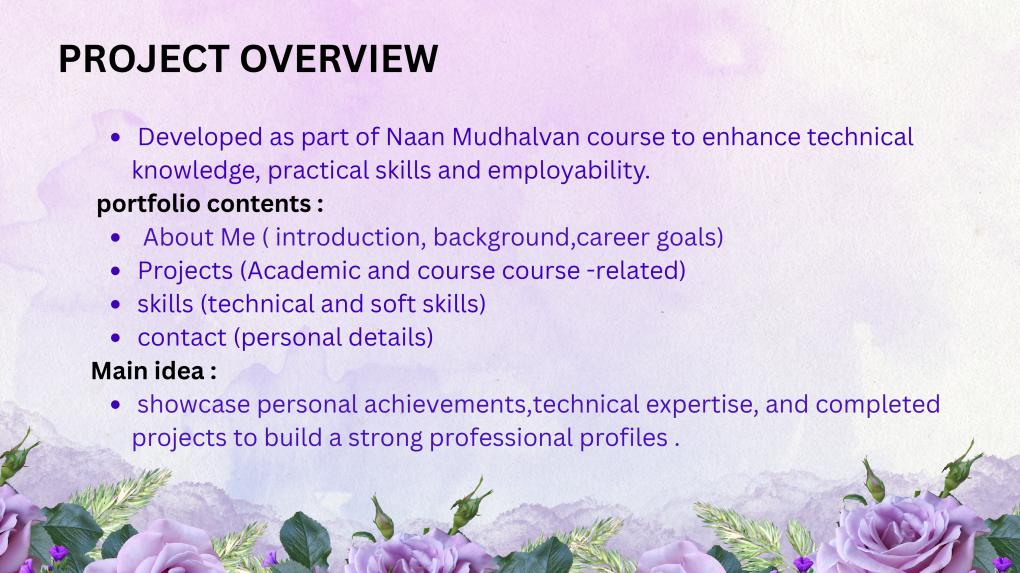 PROJECT OVERVIEW
• Developed as part of Naan Mudhalvan course to enhance technical
knowledge, practical skills and employability.
portfolio contents :
• About Me ( introduction, background,career goals)
• Projects (Academic and course course -related)
• skills (technical and soft skills)
• contact (personal details)
Main idea :
• showcase personal achievements,technical expertise, and completed
projects to build a strong professional profiles .